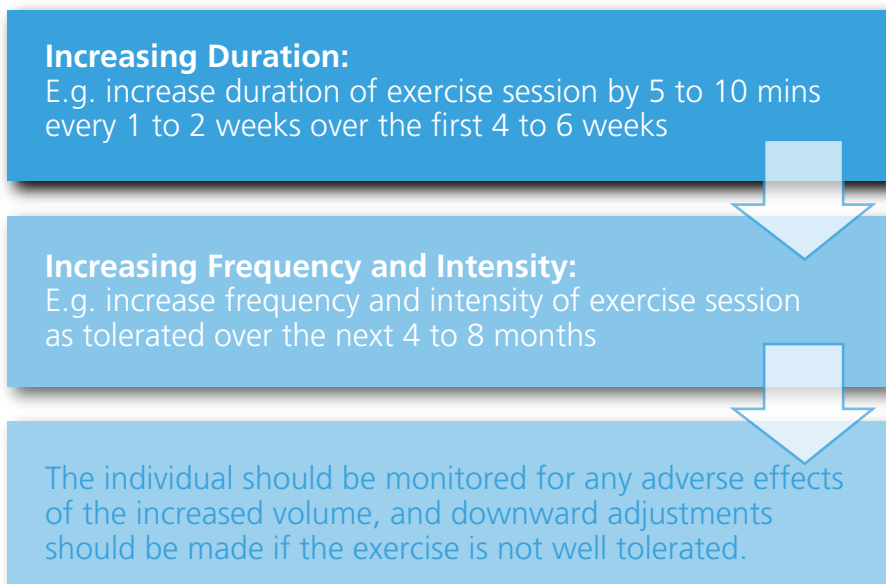 Increasing Duration:
E.g. increase duration of exercise session by 5 to 10 mins
every 1 to 2 weeks over the first 4 to 6 weeks
Increasing Frequency and Intensity:
E.g. increase frequency and intensity of exercise session
as tolerated over the next 4 to 8 months
The individual should be monitored for any adverse effects
of the increased volume, and downward adjustments
should be made if the exercise is not well tolerated.